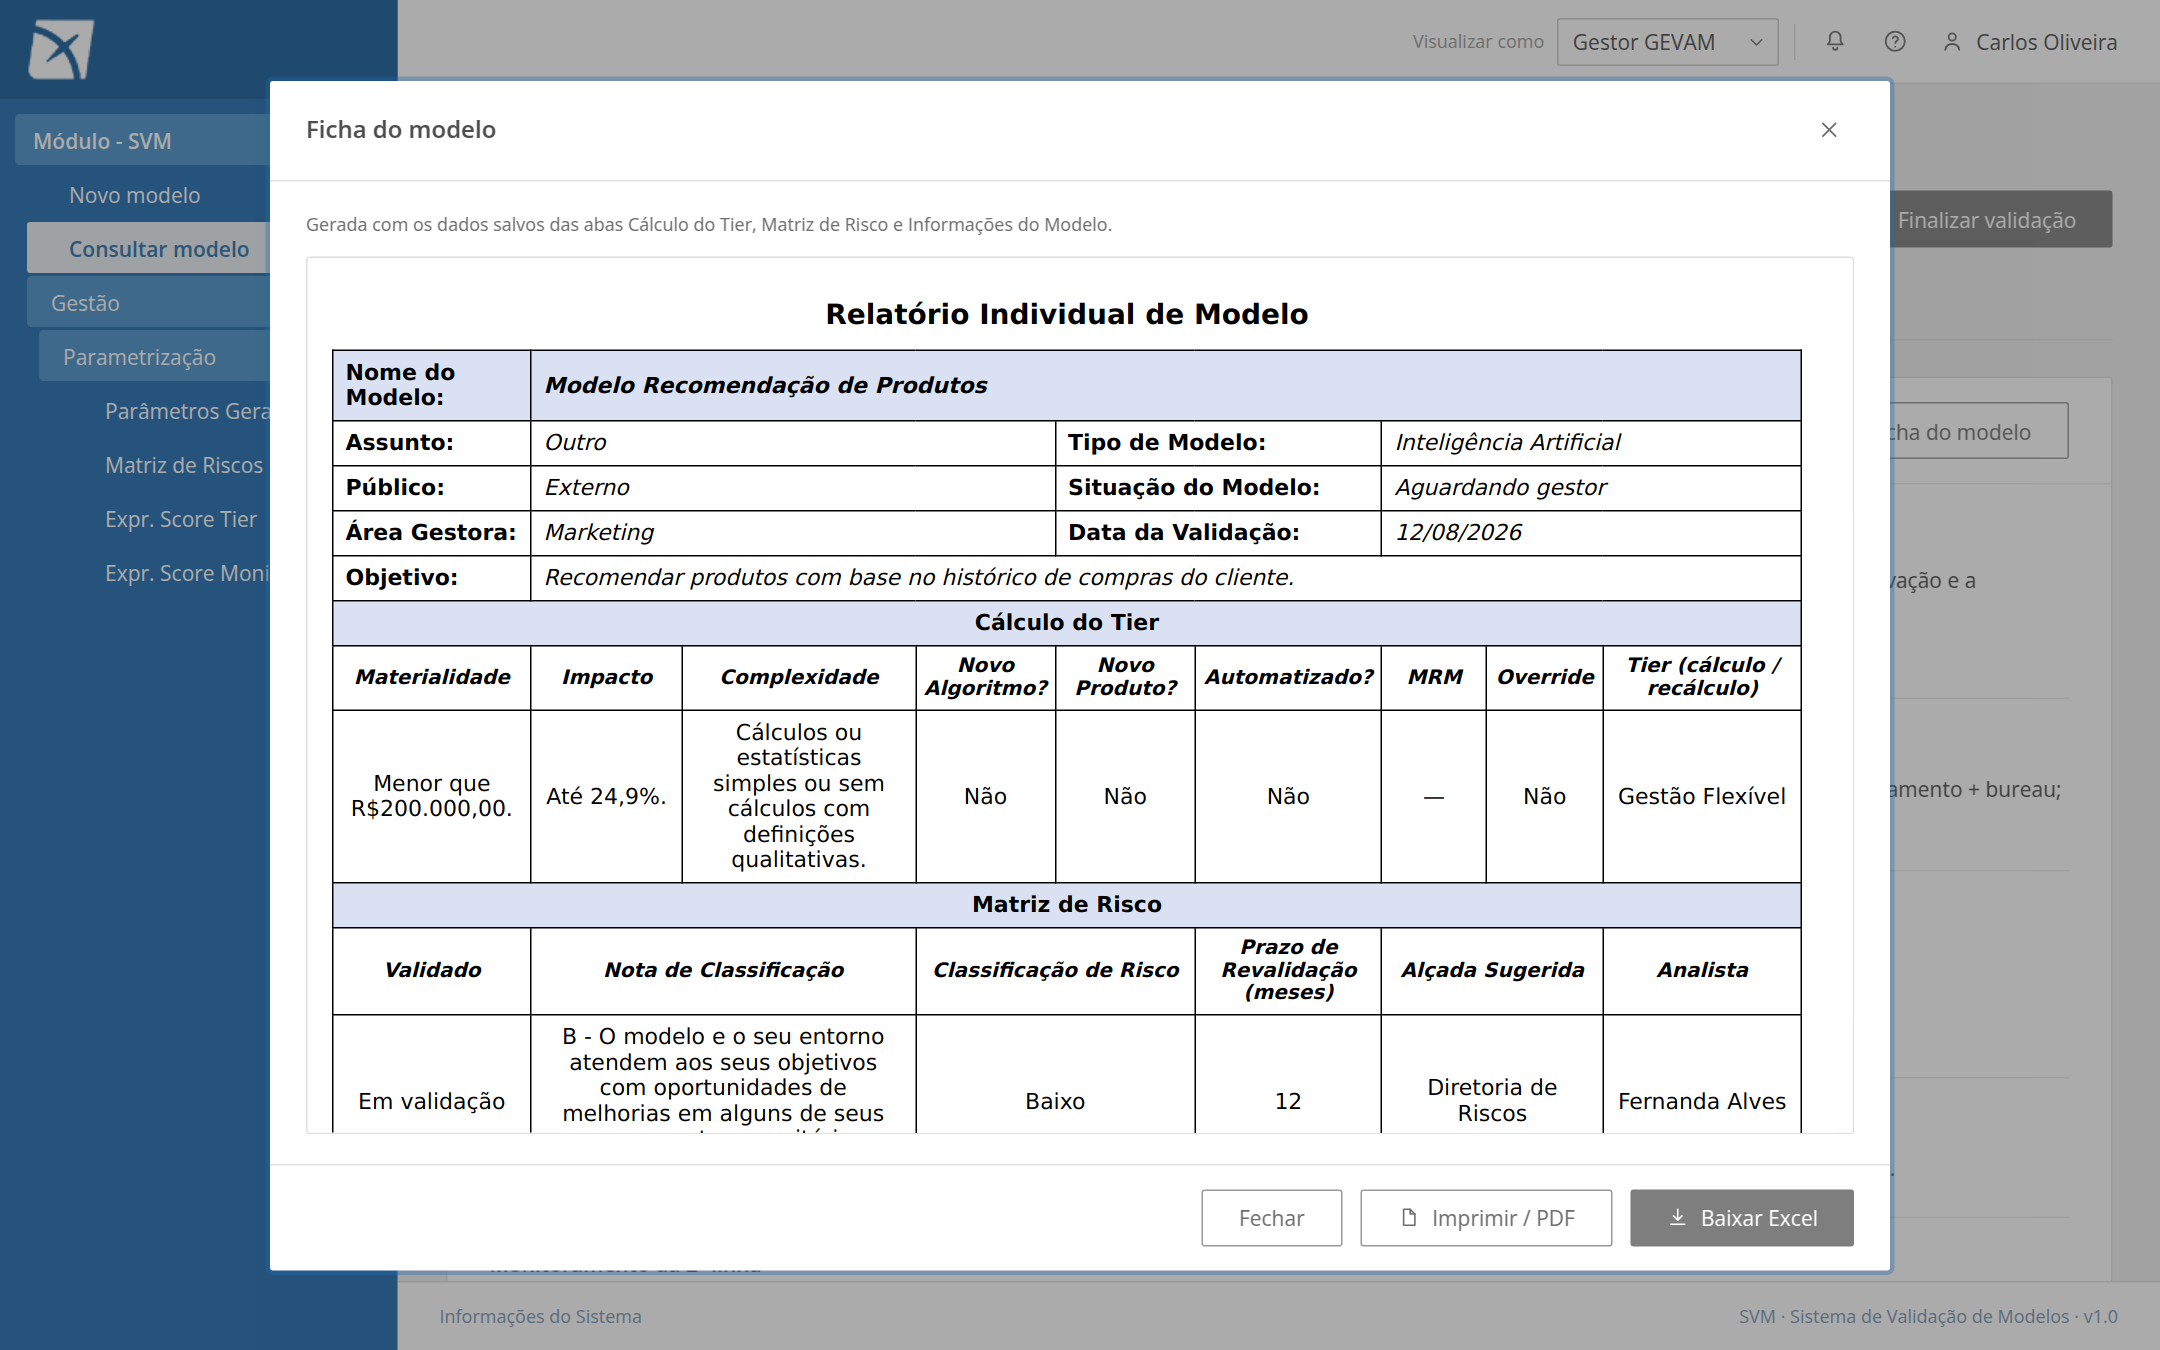 Visualizar como
Gestor GEVAM
Carlos Oliveira
Módulo - SVM
Novo modelo
Consultar modelo
Gestão
Parametrização
Parâmetros Gera
Matriz de Riscos
Expr. Score Tier
Expr. Score Moni
Finalizar validação
cha do modelo
vação e a
amento + bureau;
Ficha do modelo
Gerada com os dados salvos das abas Cálculo do Tier, Matriz de Risco e Informações do Modelo.
Relatório Individual de Modelo
Nome do
Modelo:
Modelo Recomendação de Produtos
Assunto: Outro Tipo de Modelo: Inteligência Artificial
Público: Externo Situação do Modelo: Aguardando gestor
Área Gestora: Marketing Data da Validação: 12/08/2026
Objetivo: Recomendar produtos com base no histórico de compras do cliente.
Cálculo do Tier
Materialidade
Impacto
Complexidade
Novo
Algoritmo?
Novo
Produto?
Automatizado?
MRM
Override
Tier (cálculo /
recálculo)
Menor que
R$200.000,00.
Até 24,9%.
Cálculos ou
estatísticas
simples ou sem
cálculos com
definições
qualitativas.
Não
Não
Não
—
Não
Gestão Flexível
Matriz de Risco
Validado
Nota de Classificação
Classificação de Risco
Prazo de
Revalidação
(meses)
Alçada Sugerida
Analista
Em validação
B - O modelo e o seu entorno
atendem aos seus objetivos
com oportunidades de
melhorias em alguns de seus
Baixo
12
Diretoria de
Riscos
Fernanda Alves
Fechar
Imprimir / PDF
Baixar Excel
Informações do Sistema
SVM · Sistema de Validação de Modelos · v1.0